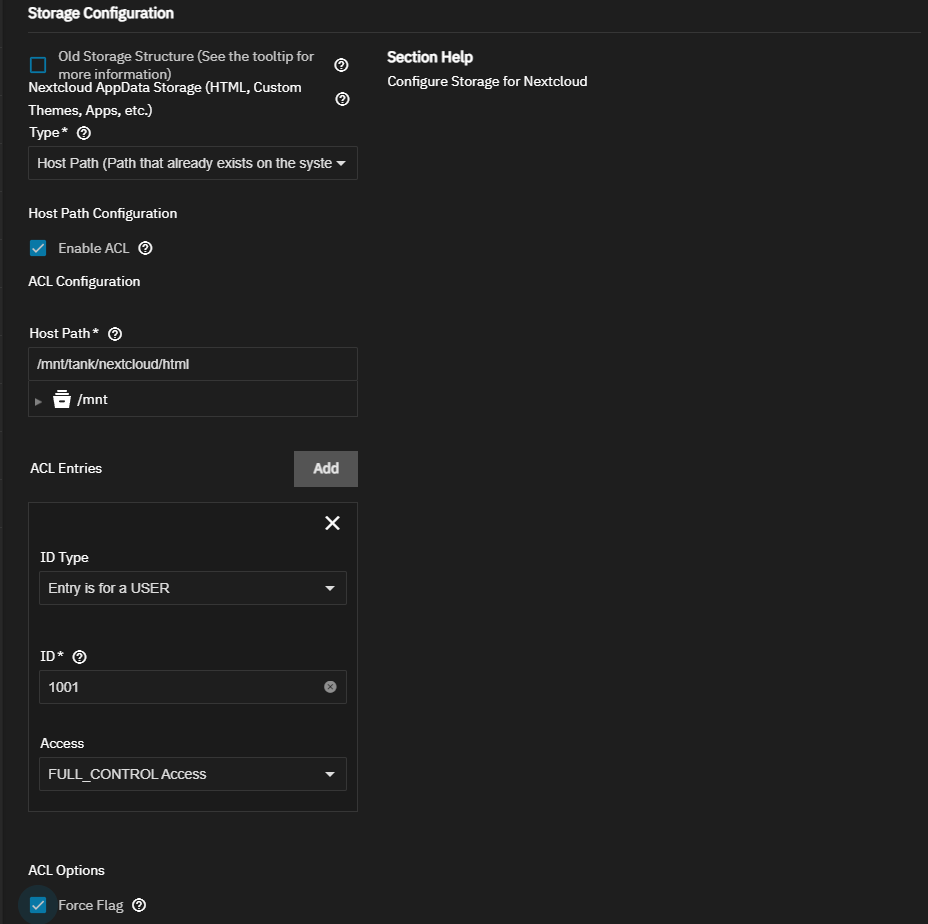 Storage Configuration
Old Storage Structure (See the tooltip for
more information)
Section Help
Configure Storage for Nextcloud
Nextcloud AppData Storage (HTML, Custom
Themes, Apps, etc.)
Type*
Host Path (Path that already exists on the syste
Host Path Configuration
Enable ACL
ACL Configuration
Host Path*
/mnt/tank/nextcloud/html
/mnt
ACL Entries
Add
ID Type
Entry is for a USER
ID*
1001
Access
FULL_CONTROL Access
ACL Options
Force Flag